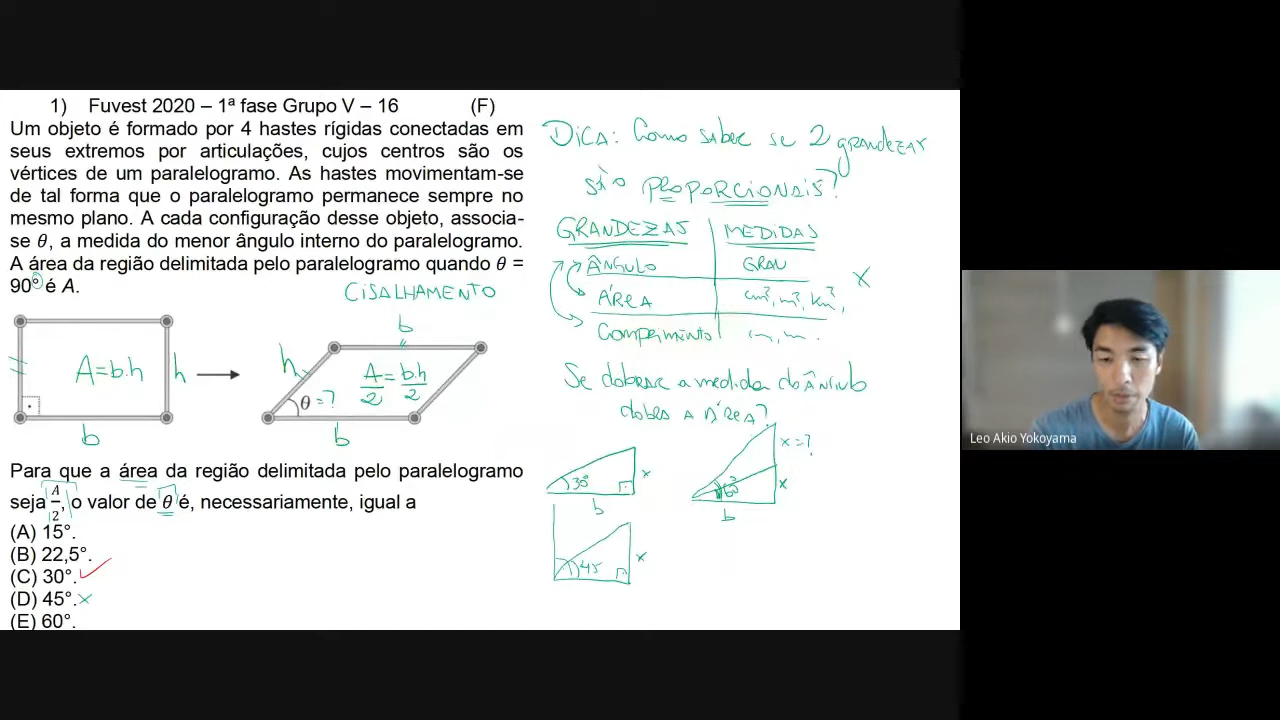 1) Fuvest 2020 – 1ª fase Grupo V – 16 (F)
Um objeto é formado por 4 hastes rígidas conectadas em
seus extremos por articulações, cujos centros são os
vértices de um paralelogramo. As hastes movimentam-se
de tal forma que o paralelogramo permanece sempre no
mesmo plano. A cada configuração desse objeto, associa-
se θ, a medida do menor ângulo interno do paralelogramo.
A área da região delimitada pelo paralelogramo quando θ =
90° é A.
CISALHAMENTO
A=b.h
h
b
b
h
A/2 = b.h/2
θ =?
b
Para que a área da região delimitada pelo paralelogramo
seja A/2, o valor de θ é, necessariamente, igual a
(A) 15°.
(B) 22,5°.
(C) 30°.
(D) 45°. x
(E) 60°.
DICA: Como saber se 2 grandezas
são PROPORCIONAIS?
GRANDEZAS MEDIDAS
ÂNGULO GRAU
X
ÁREA cm², m², km²,
Comprimento m, m.
Se dobrar a medida do ângulo
dobra a área?
30° x
b
x=?
x
60°
b
45 x
Leo Akio Yokoyama